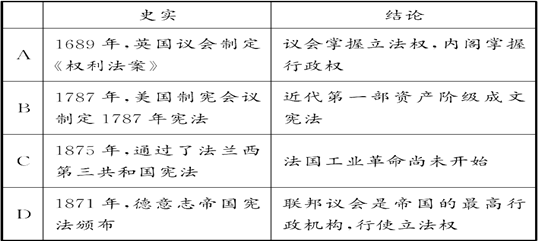 史实 结论
A 1689 年，英国议会制定 议会掌握立法权，内阁掌握
《权利法案》 行政权
B 1787 年，美国制宪会议 近代第一部资产阶级成文
制定 1787 年宪法 宪法
C 1875 年，通过了法兰西 法国工业革命尚未开始
第三共和国宪法
D 1871 年，德意志帝国宪 联邦议会是帝国的最高行
法颁布 政机构，行使立法权